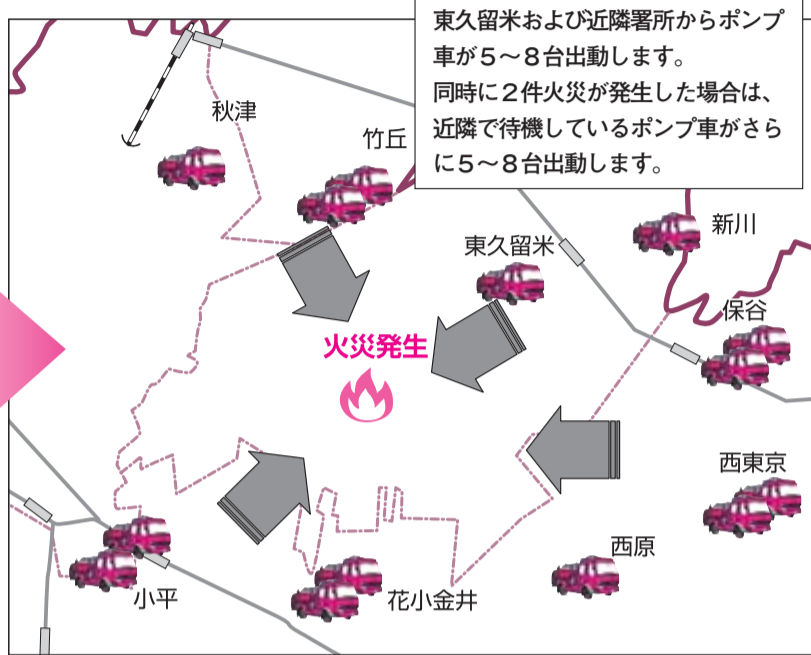 東久留米および近隣署所からポンプ
車が５～８台出動します。
同時に２件火災が発生した場合は、
近隣で待機しているポンプ車がさら
に５～８台出動します。
秋津
竹丘
新川
東久留米
保谷
火災発生
西東京
西原
小平
花小金井